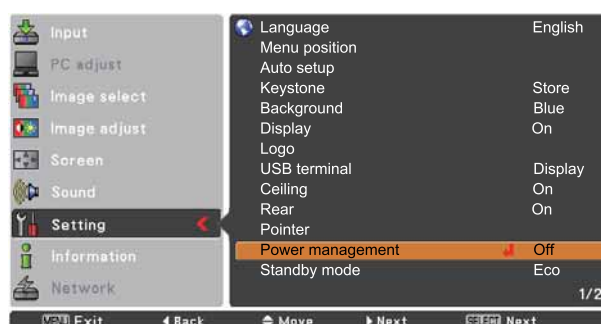 Input
PC adjust
Image select
Image adjust
Screen
Sound
Setting
Information
Network
Language English
Menu position
Auto setup
Keystone Store
Background Blue
Display On
Logo
USB terminal Display
Ceiling On
Rear On
Pointer
Power management Off
Standby mode Eco
1/2
MENU Exit Back Move Next SELECT Next